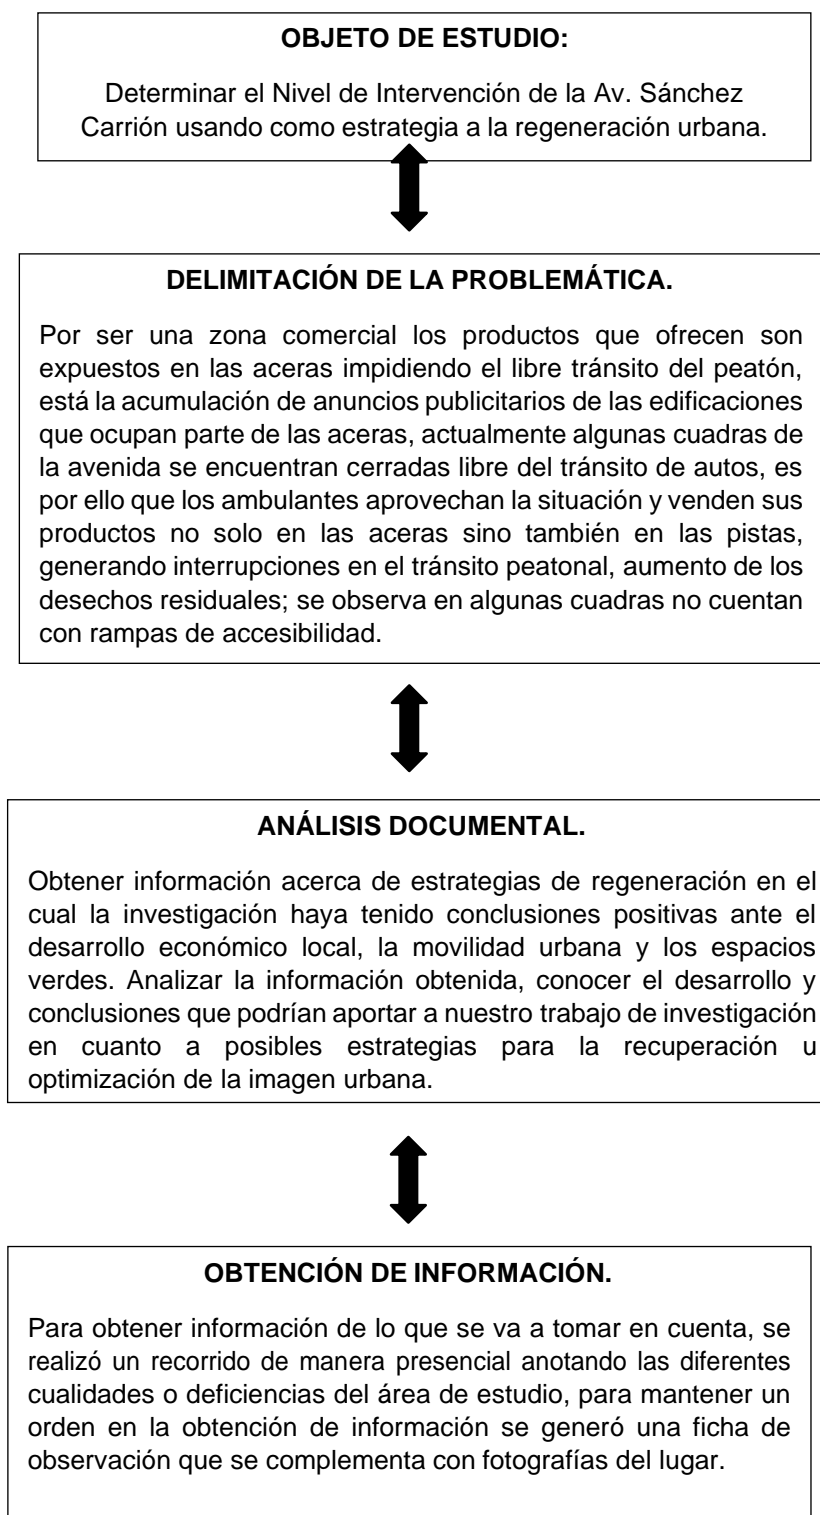 OBJETO DE ESTUDIO:
Determinar el Nivel de Intervención de la Av. Sánchez
Carrión usando como estrategia a la regeneración urbana.
DELIMITACIÓN DE LA PROBLEMÁTICA.
Por ser una zona comercial los productos que ofrecen son
expuestos en las aceras impidiendo el libre tránsito del peatón,
está la acumulación de anuncios publicitarios de las edificaciones
que ocupan parte de las aceras, actualmente algunas cuadras de
la avenida se encuentran cerradas libre del tránsito de autos, es
por ello que los ambulantes aprovechan la situación y venden sus
productos no solo en las aceras sino también en las pistas,
generando interrupciones en el tránsito peatonal, aumento de los
desechos residuales; se observa en algunas cuadras no cuentan
con rampas de accesibilidad.
ANÁLISIS DOCUMENTAL.
Obtener información acerca de estrategias de regeneración en el
cual la investigación haya tenido conclusiones positivas ante el
desarrollo económico local, la movilidad urbana y los espacios
verdes. Analizar la información obtenida, conocer el desarrollo y
conclusiones que podrían aportar a nuestro trabajo de investigación
en cuanto a posibles estrategias para la recuperación u
optimización de la imagen urbana.
OBTENCIÓN DE INFORMACIÓN.
Para obtener información de lo que se va a tomar en cuenta, se
realizó un recorrido de manera presencial anotando las diferentes
cualidades o deficiencias del área de estudio, para mantener un
orden en la obtención de información se generó una ficha de
observación que se complementa con fotografías del lugar.